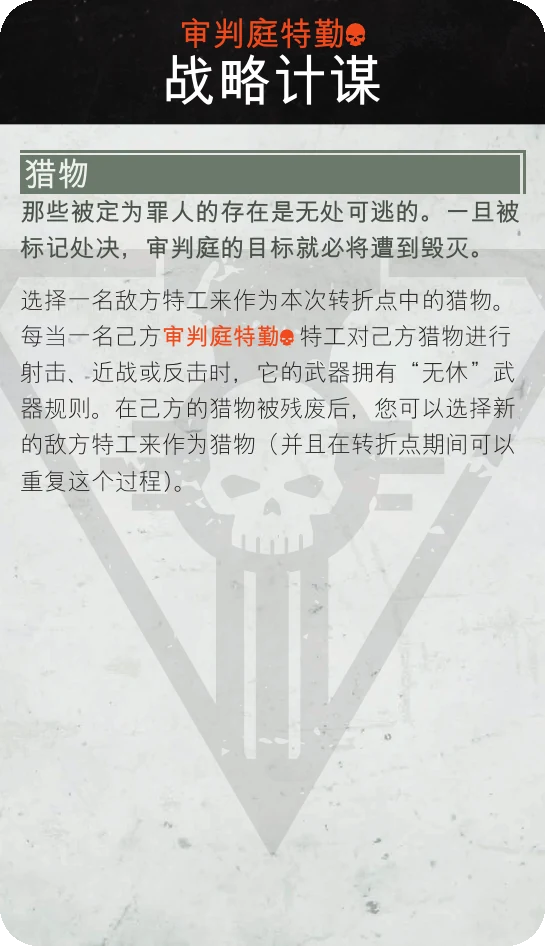 审判庭特勤
战略计谋
猎物
那些被定为罪人的存在是无处可逃的。一旦被
标记处决，审判庭的目标就必将遭到毁灭。
选择一名敌方特工来作为本次转折点中的猎物。
每当一名己方审判庭特勤特工对己方猎物进行
射击、近战或反击时，它的武器拥有“无休”武
器规则。在己方的猎物被残废后，您可以选择新
的敌方特工来作为猎物（并且在转折点期间可以
重复这个过程）。